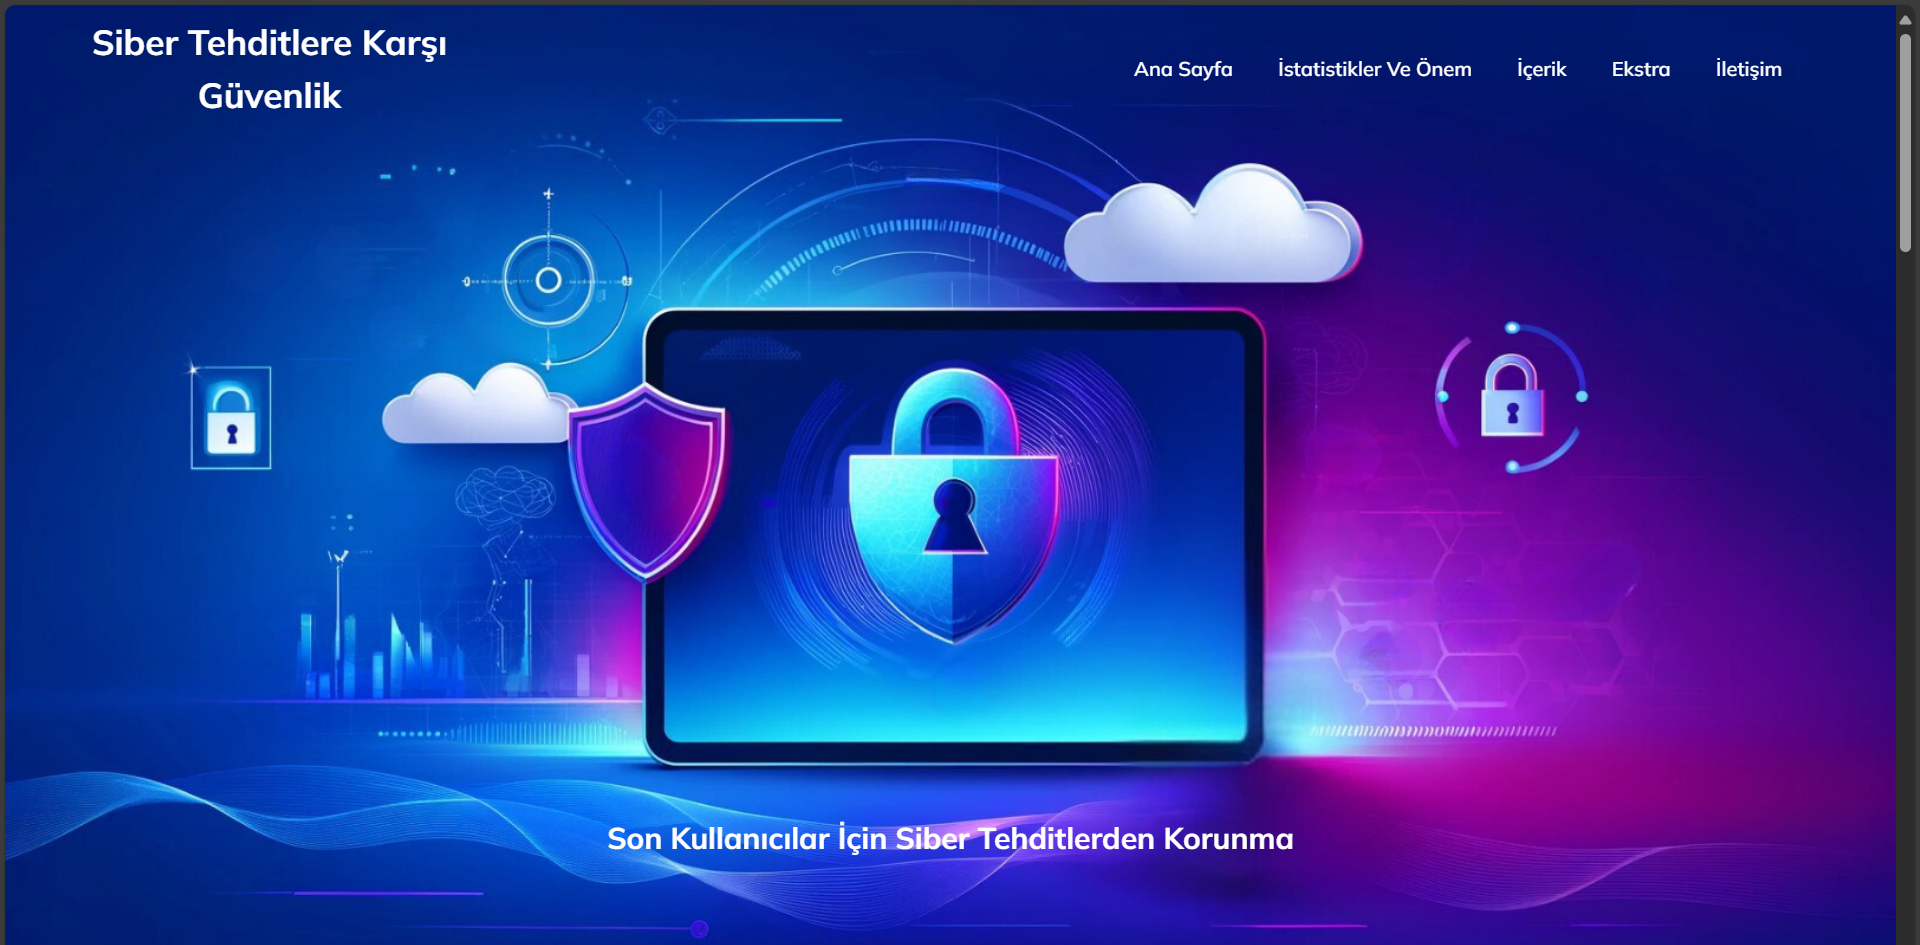 Siber Tehditlere Karşı
Güvenlik
Ana Sayfa İstatistikler Ve Önem İçerik Ekstra İletişim
Son Kullanıcılar İçin Siber Tehditlerden Korunma